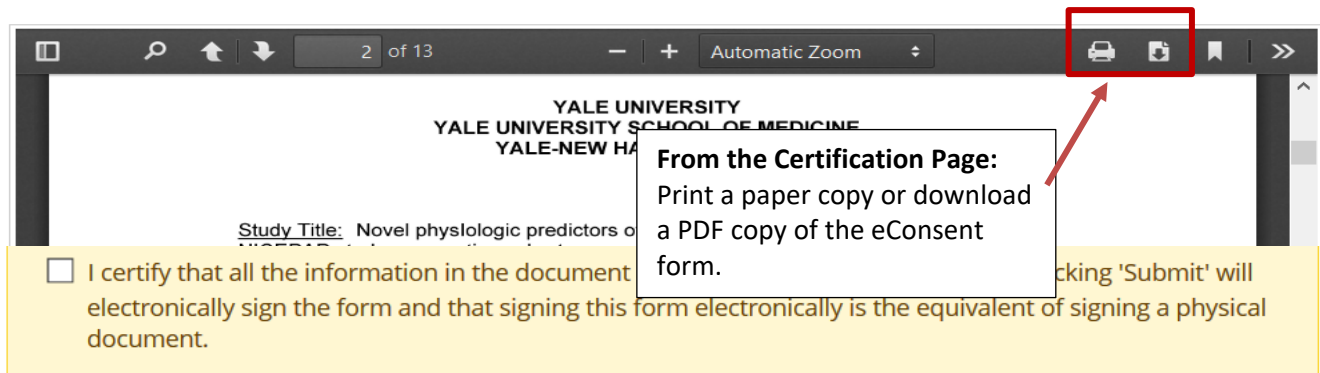 2 of 13
Automatic Zoom
YALE UNIVERSITY
YALE UNIVERSITY SCHOOL OF MEDICINE
YALE-NEW HA
From the Certification Page:
Print a paper copy or download
a PDF copy of the eConsent
form.
Study Title: Novel physIologic predictors o
I certify that all the information in the document
cking 'Submit' will
electronically sign the form and that signing this form electronically is the equivalent of signing a physical
document.